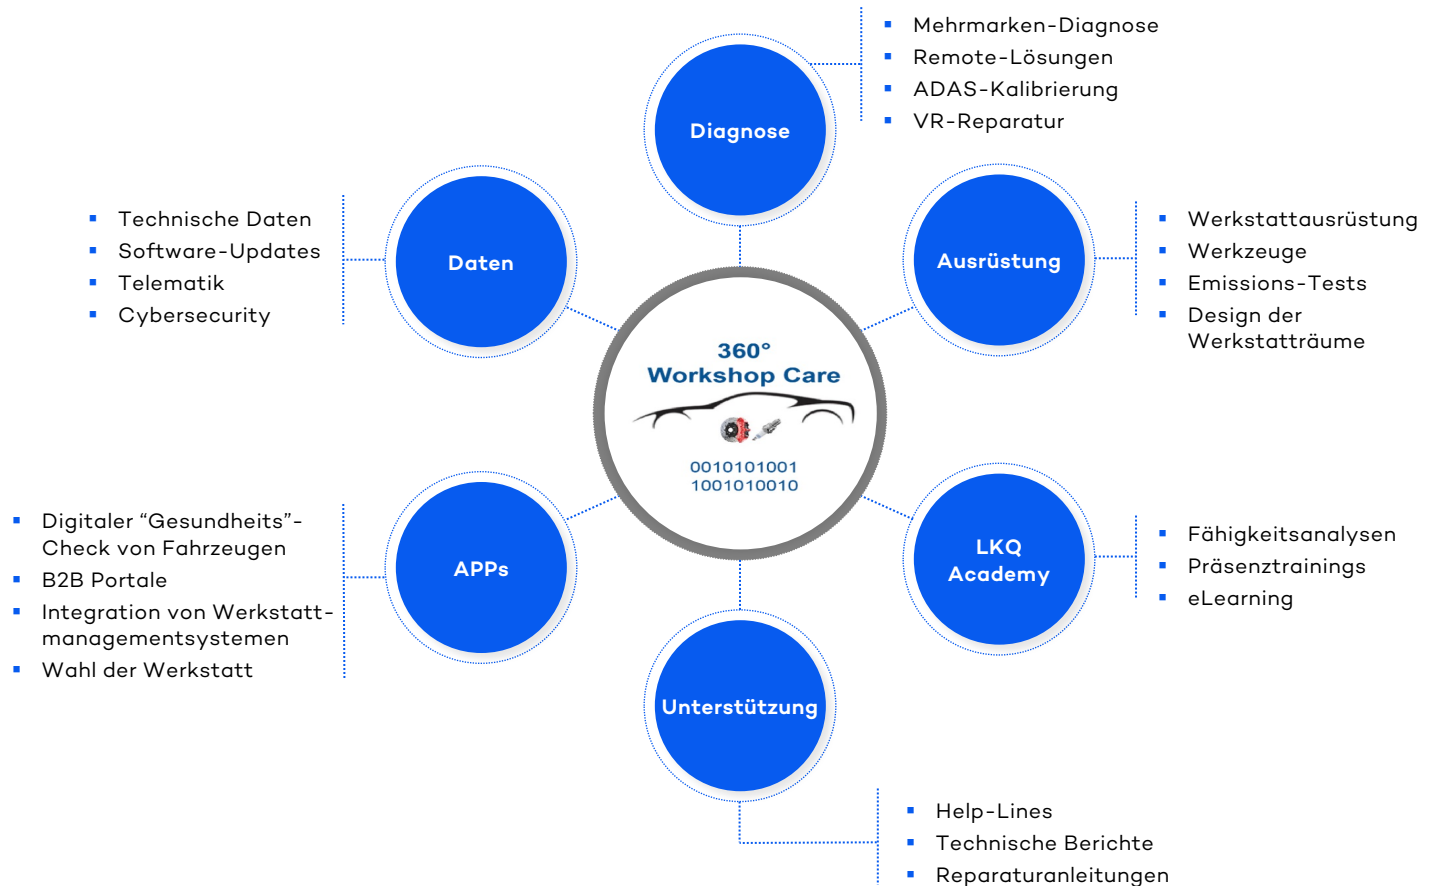 Diagnose
Mehrmarken-Diagnose
Remote-Lösungen
ADAS-Kalibrierung
VR-Reparatur
Ausrüstung
Werkstattausrüstung
Werkzeuge
Emissions-Tests
Design der
Werkstatträume
LKQ
Academy
Fähigkeitsanalysen
Präsenztrainings
eLearning
Unterstützung
Help-Lines
Technische Berichte
Reparaturanleitungen
APPs
Digitaler “Gesundheits”-
Check von Fahrzeugen
B2B Portale
Integration von Werkstatt-
managementsystemen
Wahl der Werkstatt
Daten
Technische Daten
Software-Updates
Telematik
Cybersecurity
360°
Workshop Care
0010101001
1001010010